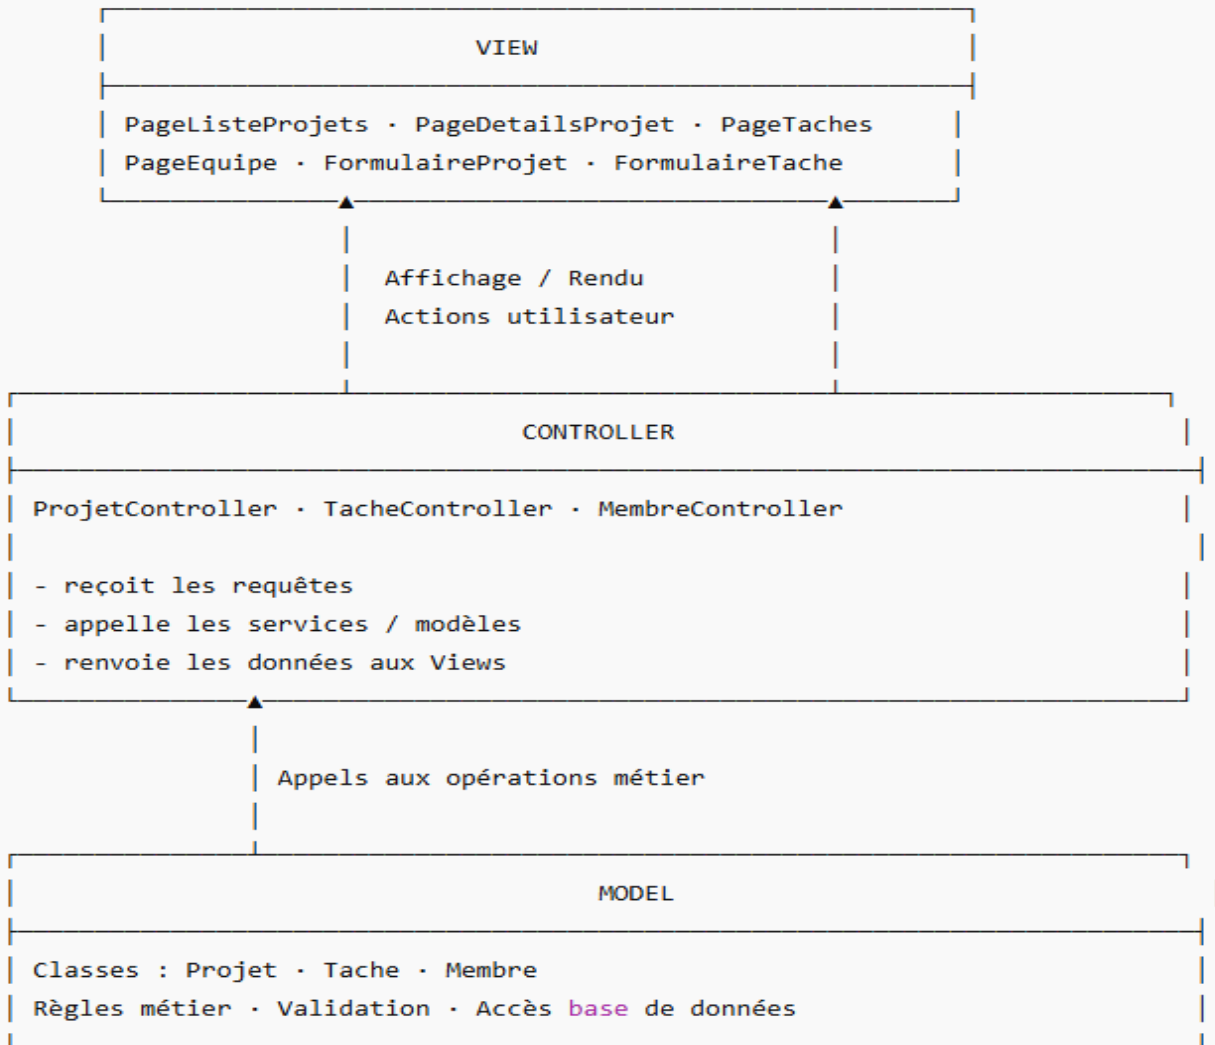 VIEW
PageListeProjets · PageDetailsProjet · PageTaches
PageEquipe · FormulaireProjet · FormulaireTache
Affichage / Rendu
Actions utilisateur
CONTROLLER
ProjetController · TacheController · MembreController
- reçoit les requêtes
- appelle les services / modèles
- renvoie les données aux Views
Appels aux opérations métier
MODEL
Classes : Projet · Tache · Membre
Règles métier · Validation · Accès base de données